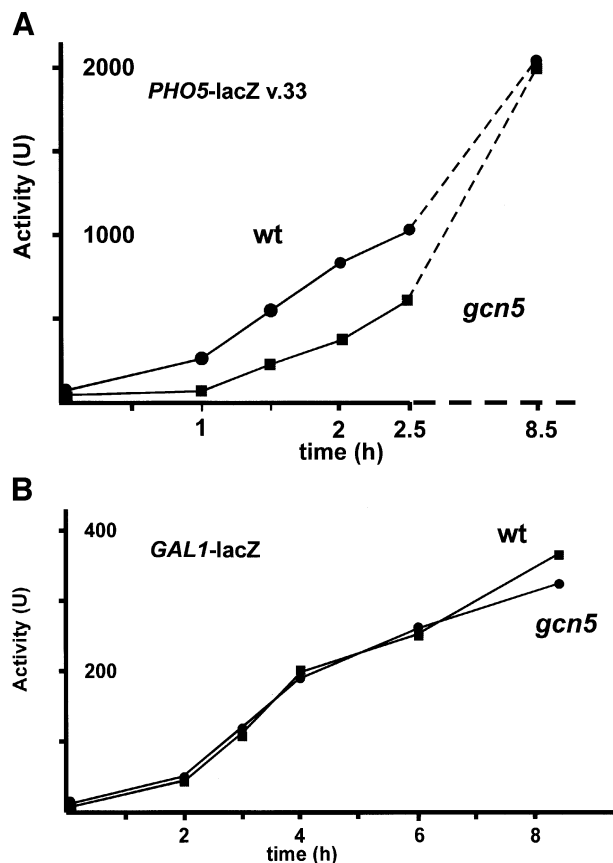 A
2000
PHO5-lacZ v.33
Activity (U)
1000
wt
gcn5
1 2 2.5 8.5
time (h)
B
400
wt
GAL1-lacZ
gcn5
Activity (U)
200
2 4 6 8
time (h)